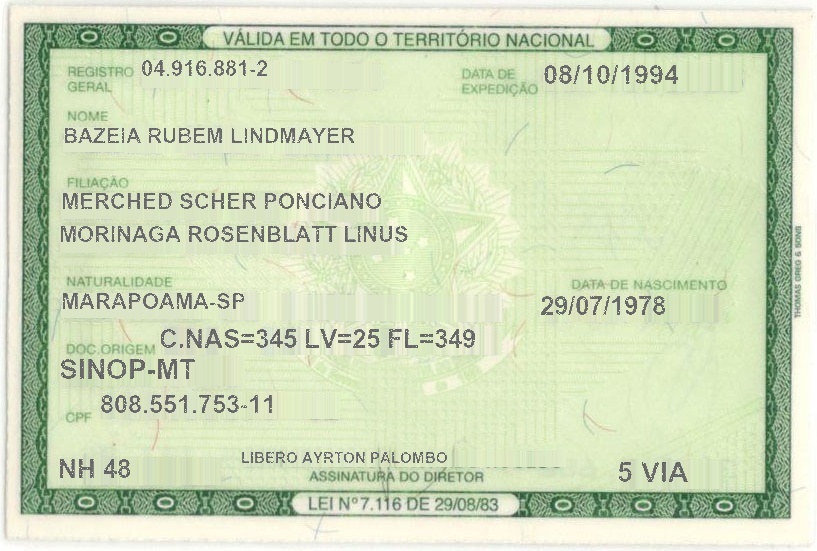 VÁLIDA EM TODO O TERRITÓRIO NACIONAL
REGISTRO GERAL 04.916.881-2 DATA DE EXPEDIÇÃO 08/10/1994
NOME
BAZEIA RUBEM LINDMAYER
FILIAÇÃO
MERCHED SCHER PONCIANO
MORINAGA ROSENBLATT LINUS
NATURALIDADE DATA DE NASCIMENTO
MARAPOAMA-SP 29/07/1978
DOC.ORIGEM C.NAS=345 LV=25 FL=349
SINOP-MT
CPF 808.551.753-11
NH 48 LIBERO AYRTON PALOMBO 5 VIA
ASSINATURA DO DIRETOR
LEI Nº 7.116 DE 29/08/83
THOMAS GREG & SONS